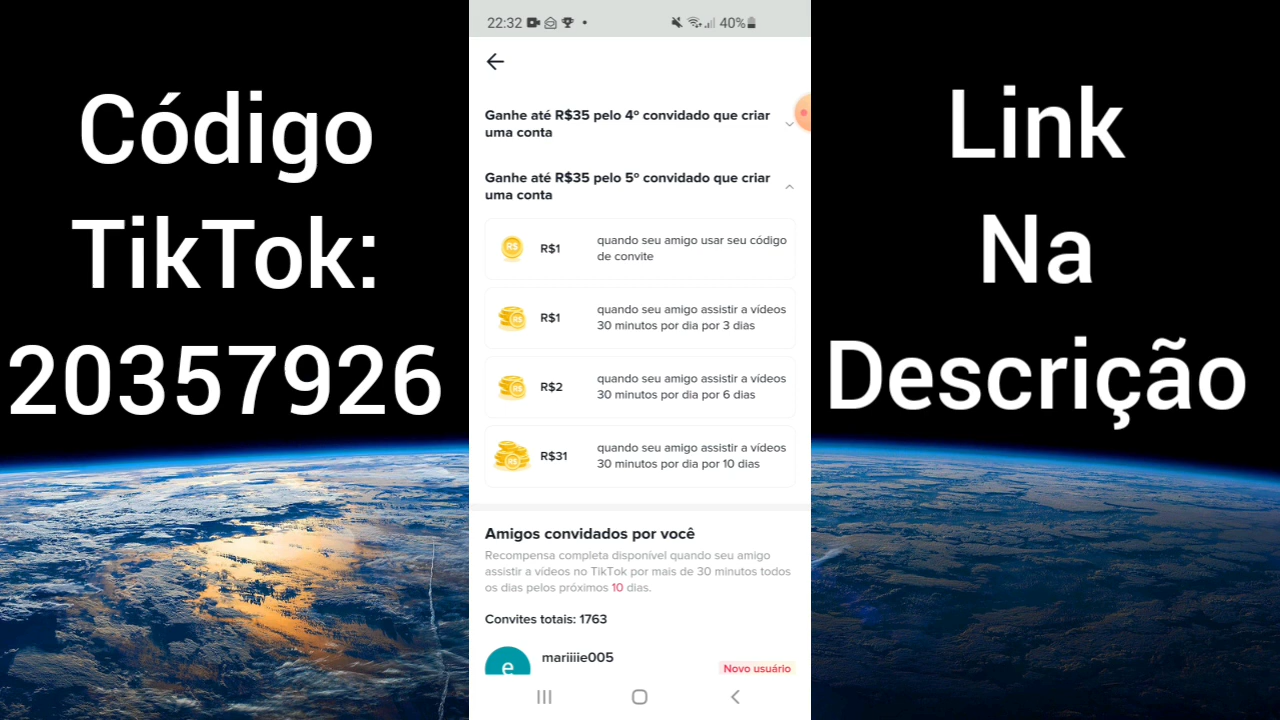 Código
TikTok:
20357926
22:32
40%
Ganhe até R$35 pelo 4º convidado que criar
uma conta
Ganhe até R$35 pelo 5º convidado que criar
uma conta
R$
R$1
quando seu amigo usar seu código
de convite
R$
R$1
quando seu amigo assistir a vídeos
30 minutos por dia por 3 dias
R$
R$2
quando seu amigo assistir a vídeos
30 minutos por dia por 6 dias
R$
R$31
quando seu amigo assistir a vídeos
30 minutos por dia por 10 dias
Amigos convidados por você
Recompensa completa disponível quando seu amigo
assistir a vídeos no TikTok por mais de 30 minutos todos
os dias pelos próximos 10 dias.
Convites totais: 1763
e
mariiiie005
Novo usuário
Link
Na
Descrição